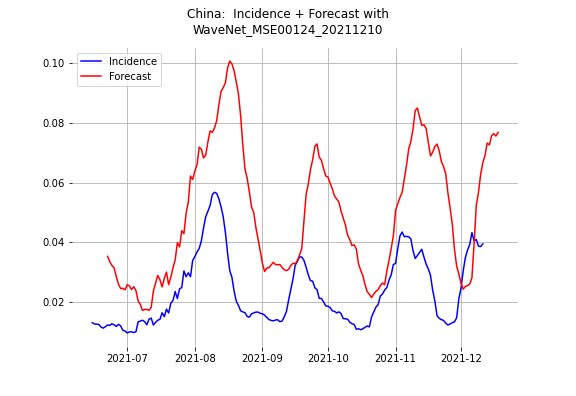 China:  Incidence + Forecast with
WaveNet_MSE00124_20211210
Incidence
Forecast
0.10
0.08
0.06
0.04
0.02
2021-07 2021-08 2021-09 2021-10 2021-11 2021-12